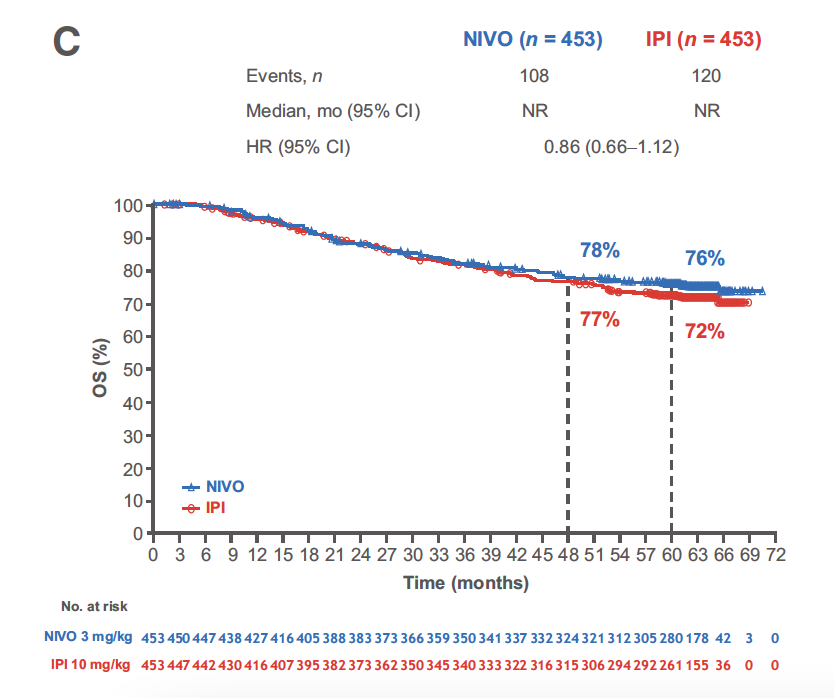 C
NIVO (n = 453) IPI (n = 453)
Events, n 108 120
Median, mo (95% CI) NR NR
HR (95% CI) 0.86 (0.66–1.12)
100
90
80
70
60
50
40
30
20
10
0
OS (%)
78%
76%
77%
72%
NIVO
IPI
0 3 6 9 12 15 18 21 24 27 30 33 36 39 42 45 48 51 54 57 60 63 66 69 72
Time (months)
No. at risk
NIVO 3 mg/kg 453 450 447 438 427 416 405 388 383 373 366 359 350 341 337 332 324 321 312 305 280 178 42 3 0
IPI 10 mg/kg 453 447 442 430 416 407 395 382 373 362 350 345 340 333 322 316 315 306 294 292 261 155 36 0 0